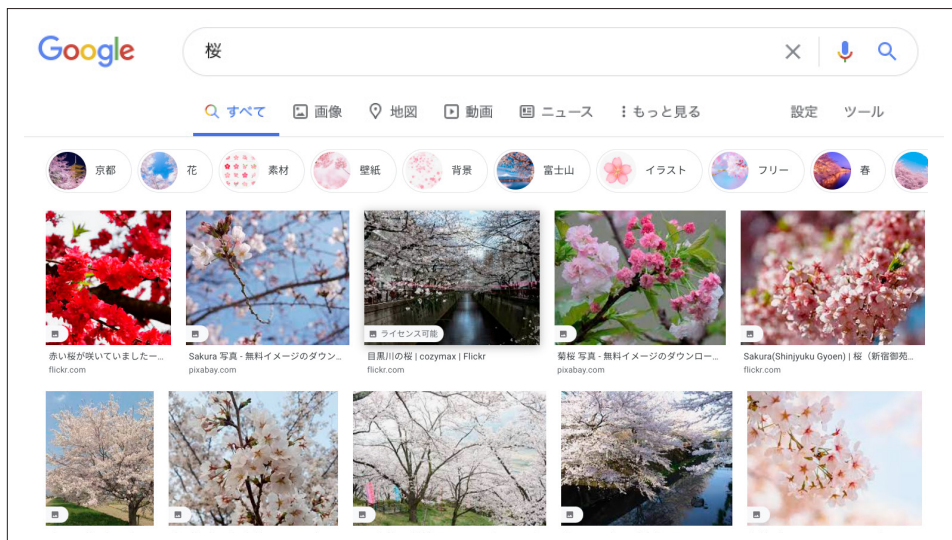 Google
桜
すべて 画像 地図 動画 ニュース もっと見る 設定 ツール
京都 花 素材 壁紙 背景 富士山 イラスト フリー 春
ライセンス可能
赤い桜が咲いていましたー... Sakura 写真 - 無料イメージのダウン... 目黒川の桜 | cozymax | Flickr 菊桜 写真 - 無料イメージのダウンロー... Sakura(Shinjyuku Gyoen) | 桜（新宿御苑...
flickr.com pixabay.com flickr.com pixabay.com flickr.com